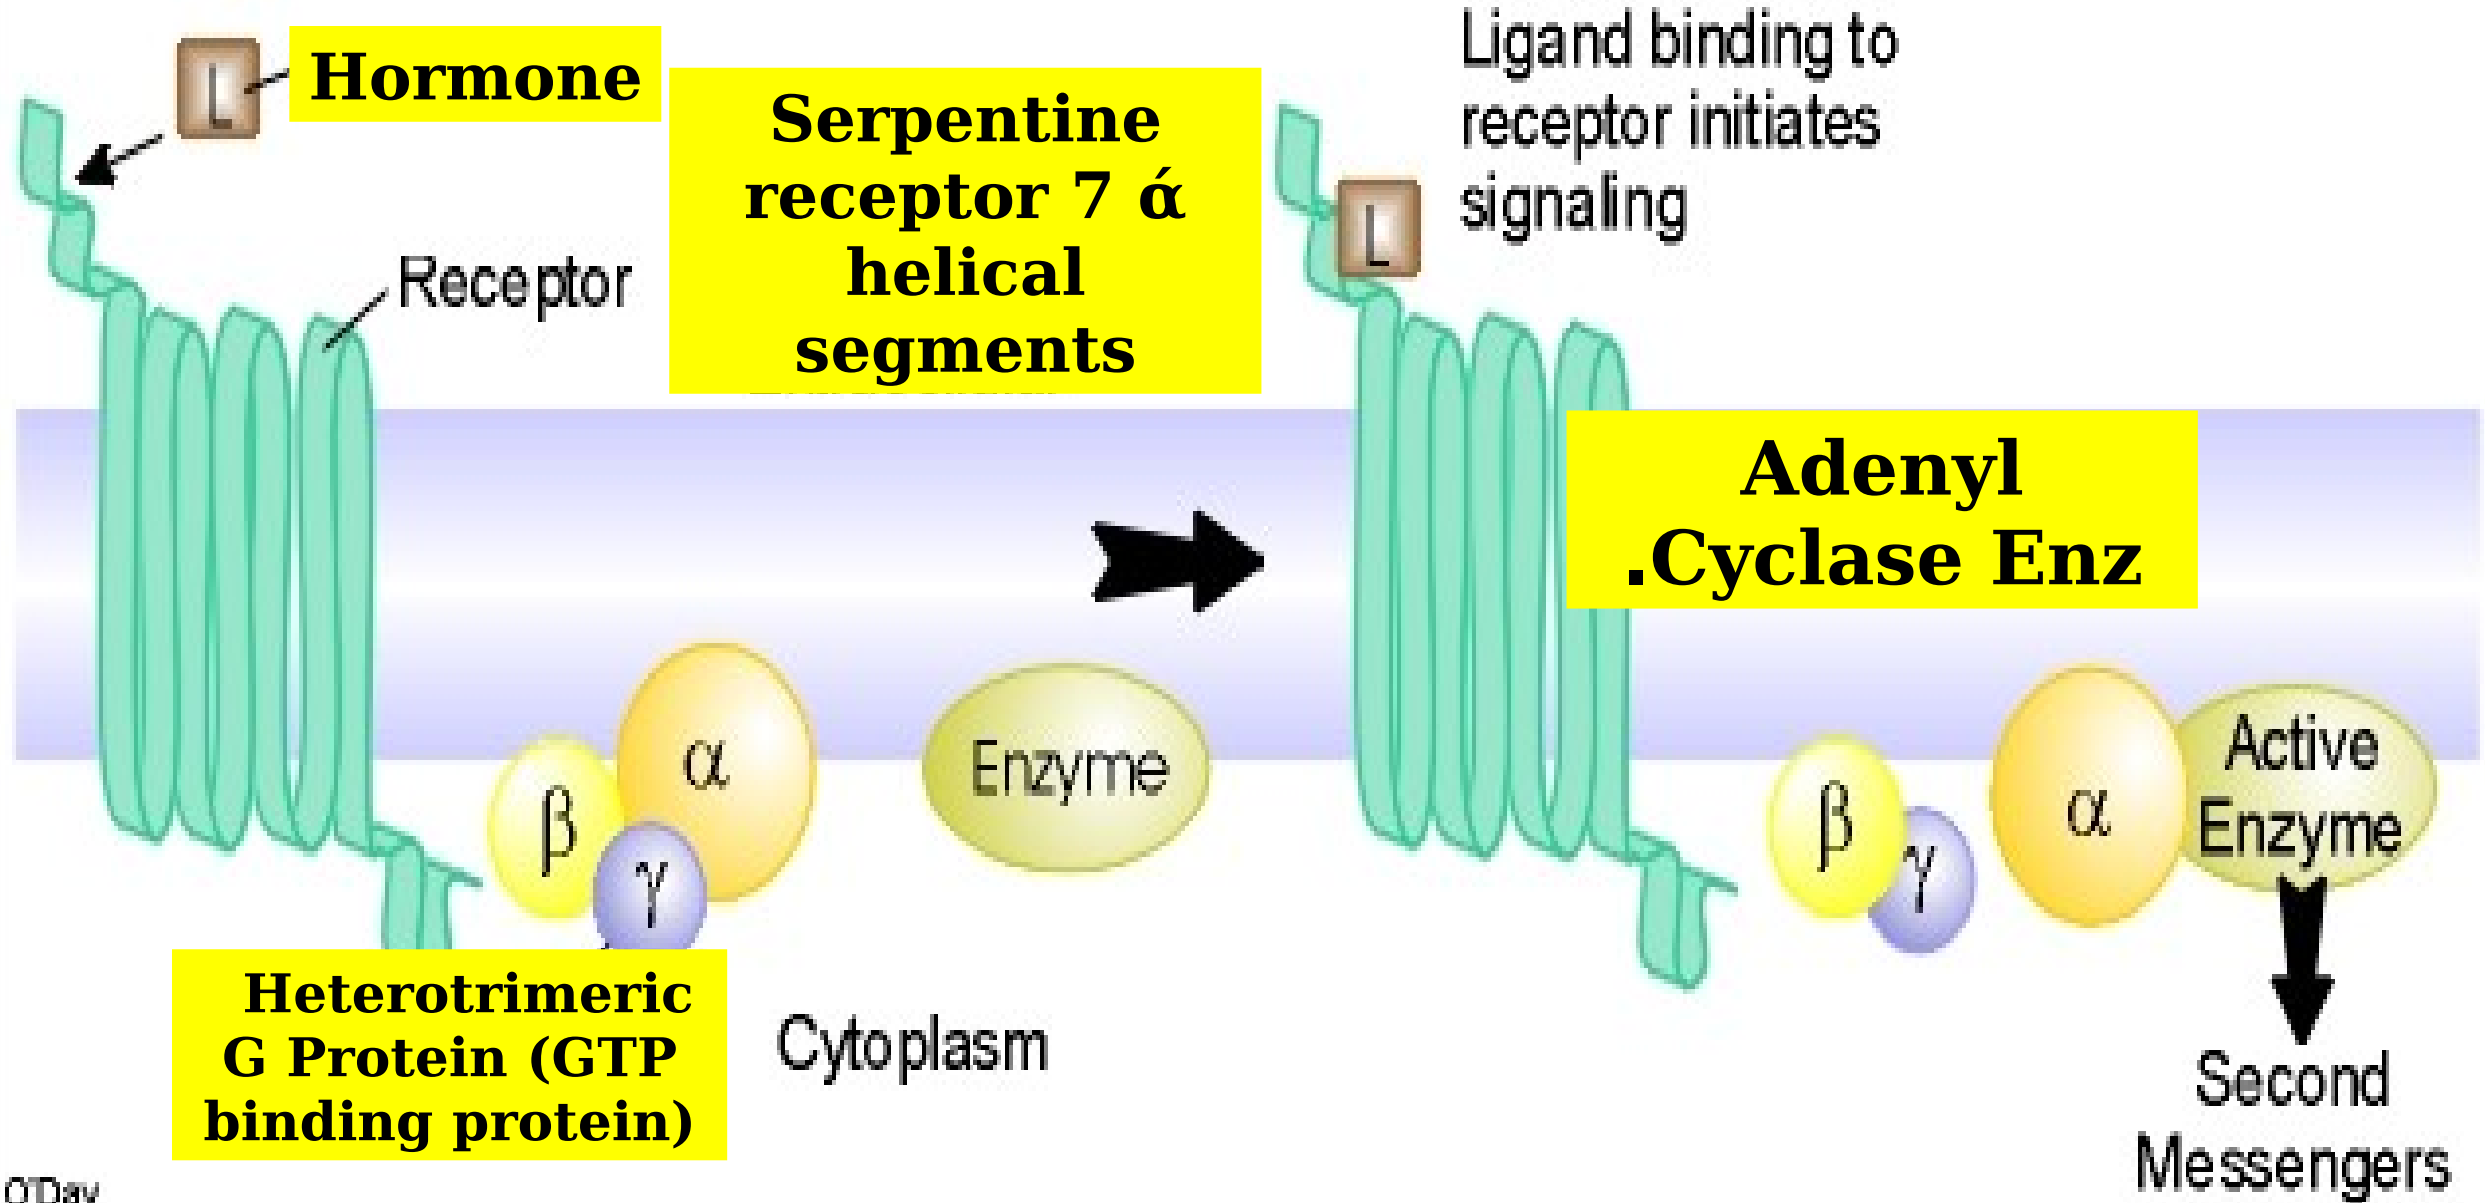 L
Hormone
Serpentine
receptor 7 ά
helical
segments
Receptor
Ligand binding to
receptor initiates
signaling
L
Adenyl
.Cyclase Enz
α
β
γ
Enzyme
β
γ
α
Active
Enzyme
Heterotrimeric
G Protein (GTP
binding protein)
Cytoplasm
Second
Messengers
O'Day